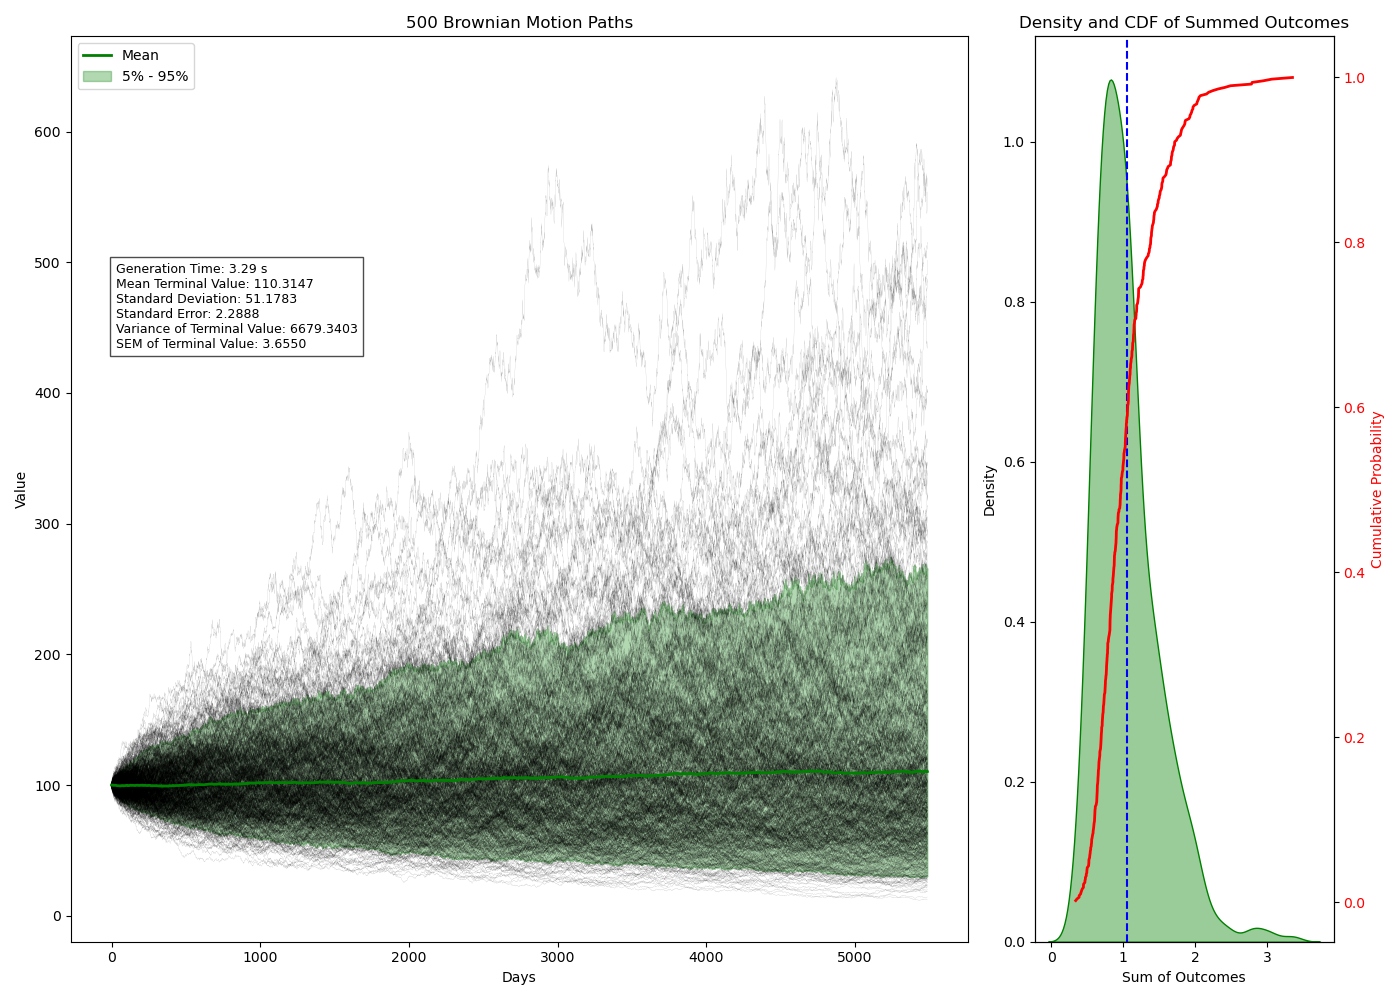 500 Brownian Motion Paths
Mean
5% - 95%
Generation Time: 3.29 s
Mean Terminal Value: 110.3147
Standard Deviation: 51.1783
Standard Error: 2.2888
Variance of Terminal Value: 6679.3403
SEM of Terminal Value: 3.6550
Value
600
500
400
300
200
100
0
0 1000 2000 3000 4000 5000
Days
Density and CDF of Summed Outcomes
Density
1.0
0.8
0.6
0.4
0.2
0.0
0 1 2 3
Sum of Outcomes
1.0
0.8
0.6
0.4
0.2
0.0
Cumulative Probability